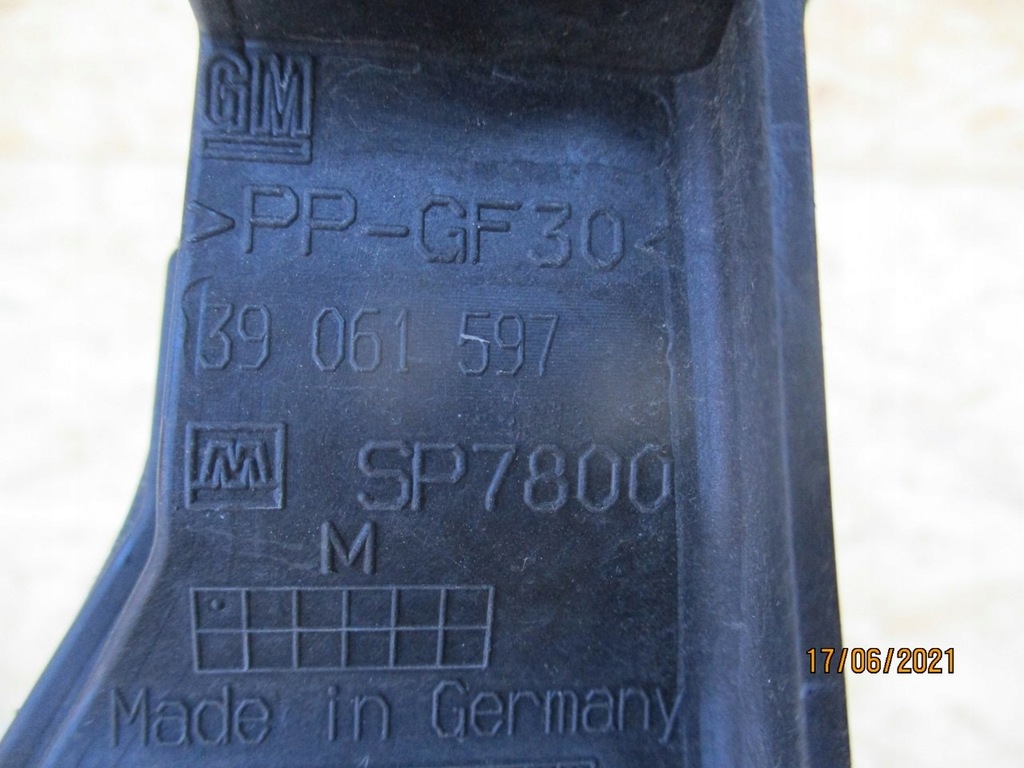 GM
>PP-GF30<
39 061 597
M SP7800
M
Made in Germany
17/06/2021